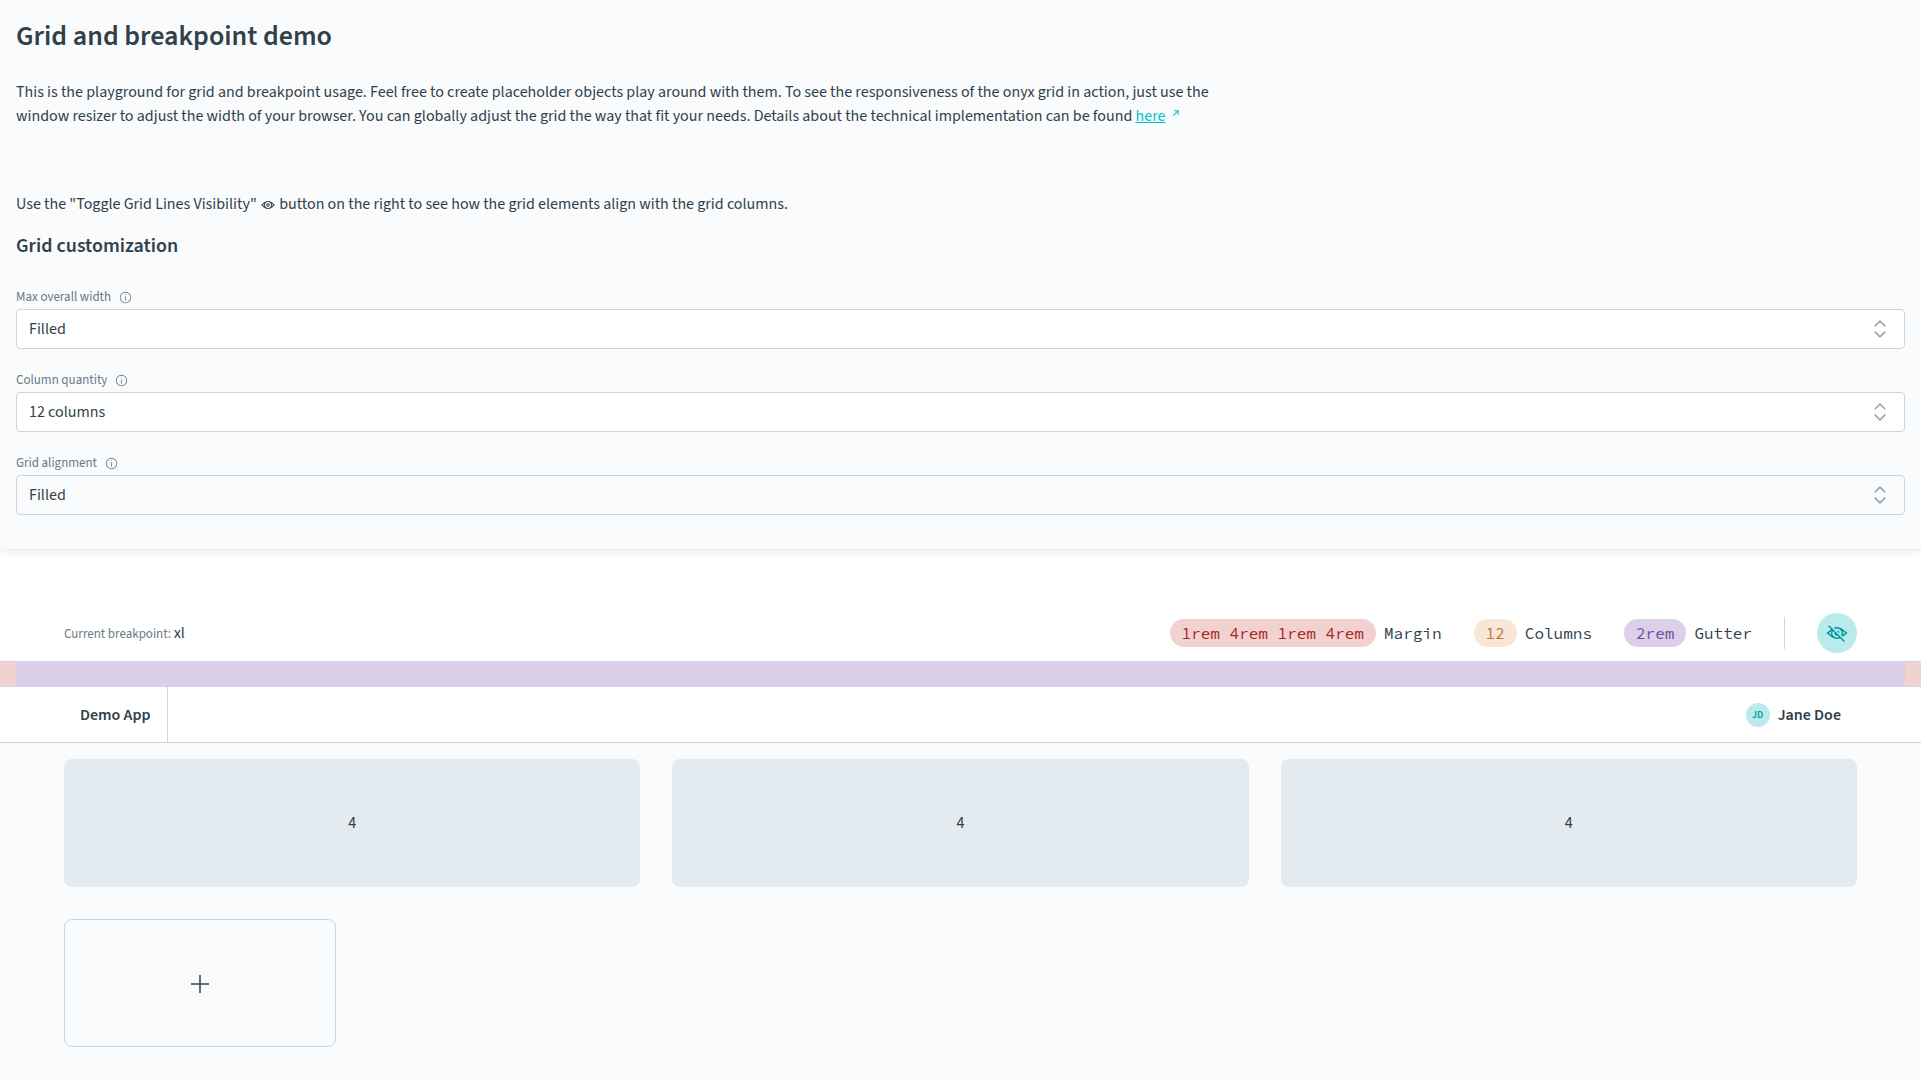 Grid and breakpoint demo
This is the playground for grid and breakpoint usage. Feel free to create placeholder objects play around with them. To see the responsiveness of the onyx grid in action, just use the
window resizer to adjust the width of your browser. You can globally adjust the grid the way that fit your needs. Details about the technical implementation can be found here
Use the "Toggle Grid Lines Visibility" button on the right to see how the grid elements align with the grid columns.
Grid customization
Max overall width
Filled
Column quantity
12 columns
Grid alignment
Filled
Current breakpoint: xl
1rem 4rem 1rem 4rem Margin 12 Columns 2rem Gutter
Demo App
JD Jane Doe
4 4 4